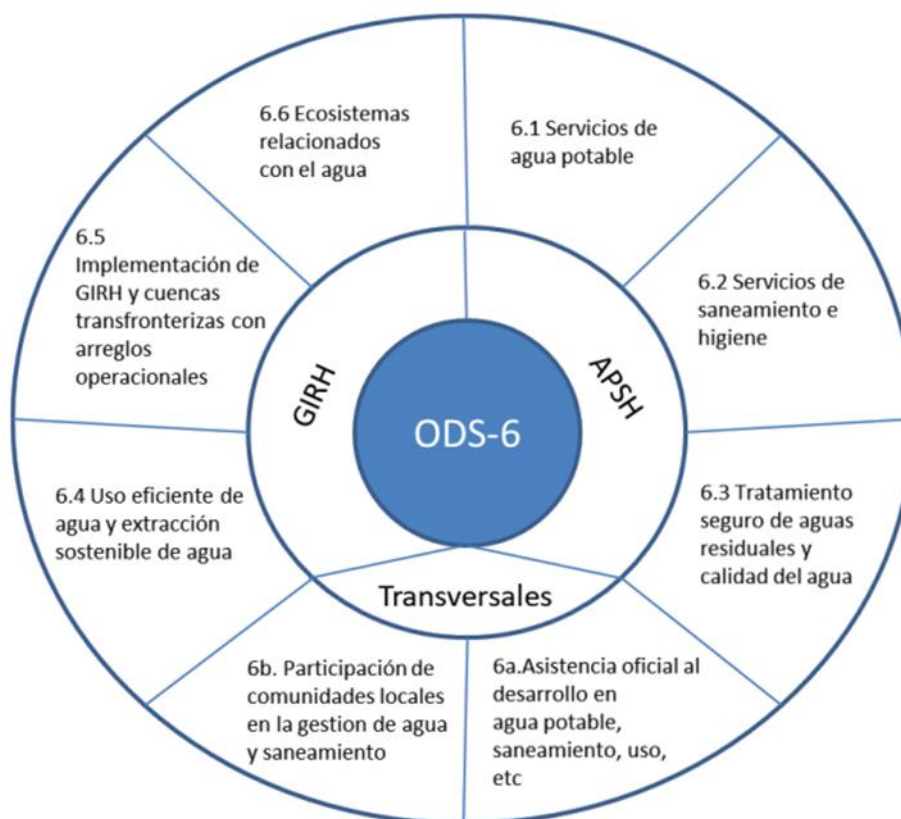 6.6 Ecosistemas
relacionados
con el agua
6.1 Servicios de
agua potable
6.5
Implementación de
GIRH y cuencas
transfronterizas con
arreglos
operacionales
6.2 Servicios de
saneamiento e
higiene
GIRH
APSH
ODS-6
6.4 Uso eficiente de
agua y extracción
sostenible de agua
6.3 Tratamiento
seguro de aguas
residuales y
calidad del agua
Transversales
6b. Participación de
comunidades locales
en la gestion de agua
y saneamiento
6a.Asistencia oficial al
desarrollo en
agua potable,
saneamiento, uso,
etc